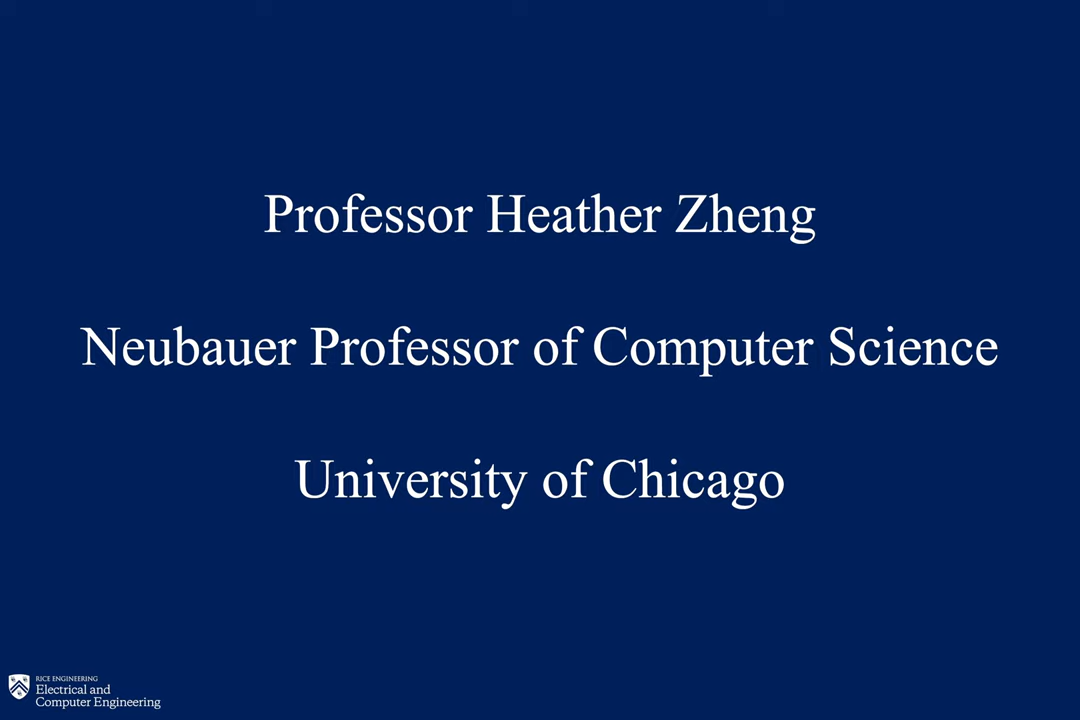 Professor Heather Zheng
Neubauer Professor of Computer Science
University of Chicago
RICE ENGINEERING
Electrical and
Computer Engineering